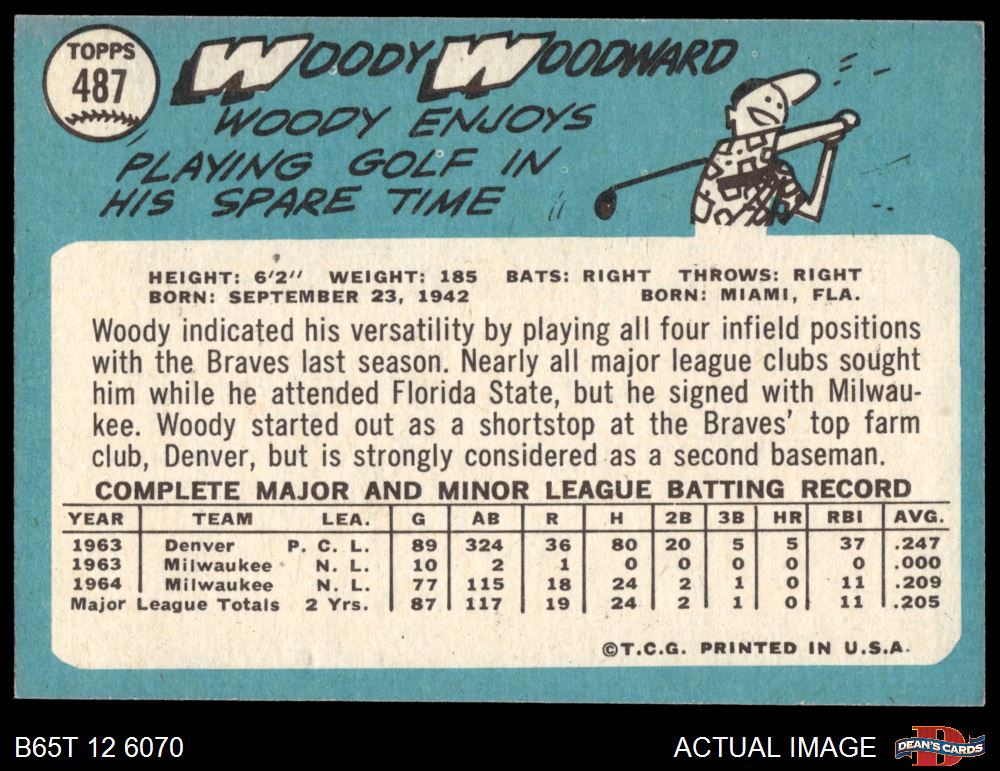 TOPPS
487
WOODY WOODWARD
WOODY ENJOYS
PLAYING GOLF IN
HIS SPARE TIME
HEIGHT: 6'2" WEIGHT: 185 BATS: RIGHT THROWS: RIGHT
BORN: SEPTEMBER 23, 1942 BORN: MIAMI, FLA.
Woody indicated his versatility by playing all four infield positions
with the Braves last season. Nearly all major league clubs sought
him while he attended Florida State, but he signed with Milwau-
kee. Woody started out as a shortstop at the Braves' top farm
club, Denver, but is strongly considered as a second baseman.
COMPLETE MAJOR AND MINOR LEAGUE BATTING RECORD
YEAR TEAM LEA. G AB R H 2B 3B HR RBI AVG.
1963 Denver P. C. L. 89 324 36 80 20 5 5 37 .247
1963 Milwaukee N. L. 10 2 1 0 0 0 0 0 .000
1964 Milwaukee N. L. 77 115 18 24 2 1 0 11 .209
Major League Totals 2 Yrs. 87 117 19 24 2 1 0 11 .205
©T.C.G. PRINTED IN U.S.A.
B65T 12 6070 ACTUAL IMAGE DEAN'S CARDS